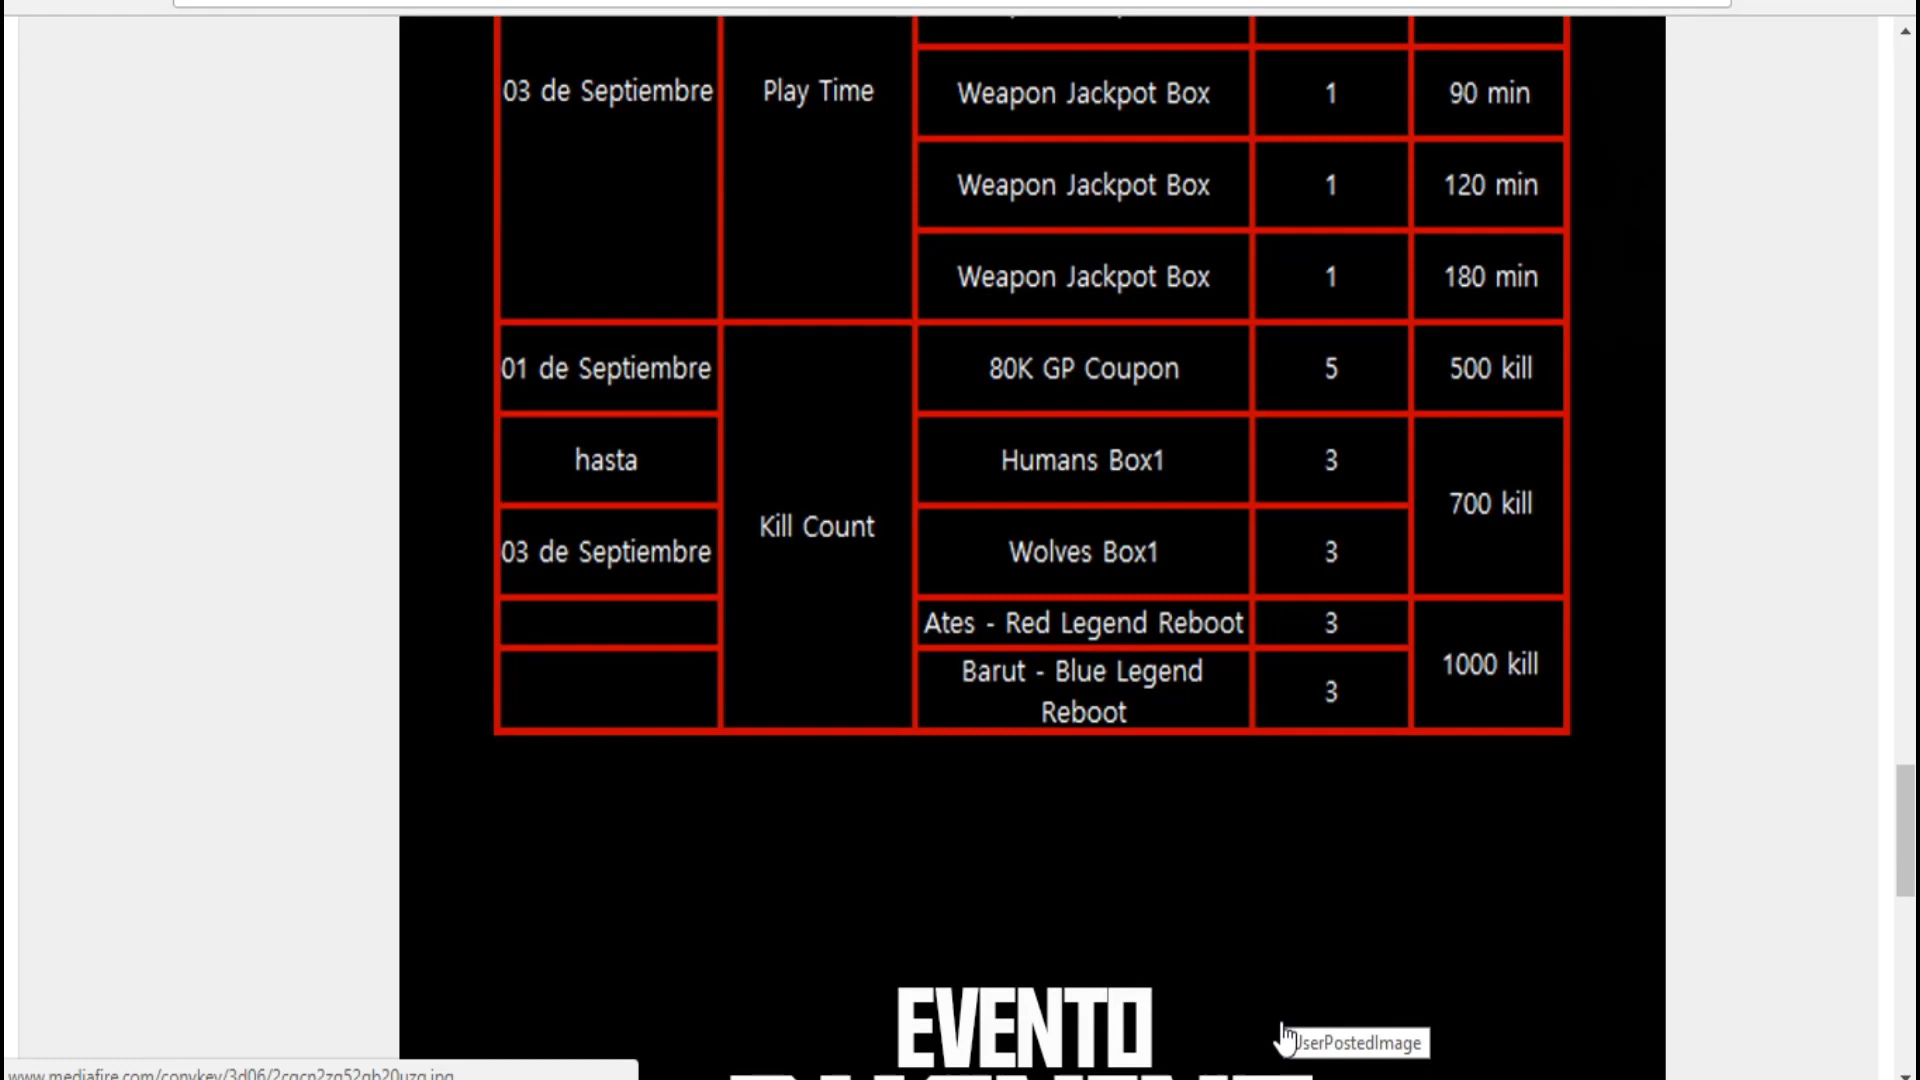 03 de Septiembre Play Time Weapon Jackpot Box 1 90 min
Weapon Jackpot Box 1 120 min
Weapon Jackpot Box 1 180 min
01 de Septiembre 80K GP Coupon 5 500 kill
hasta Humans Box1 3
700 kill
Kill Count
03 de Septiembre Wolves Box1 3
Ates - Red Legend Reboot 3
1000 kill
Barut - Blue Legend
Reboot
3
EVENTO
UserPostedImage